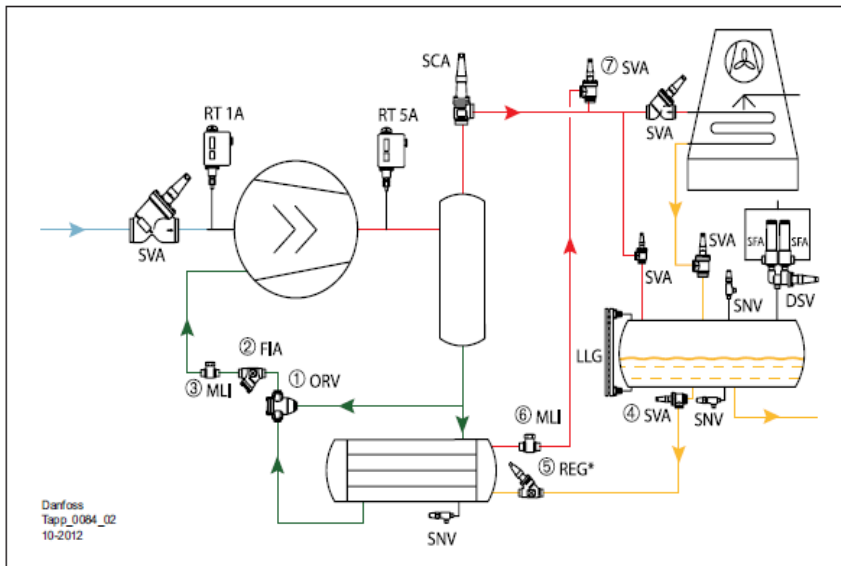 SCA
⑦ SVA
RT 1A
RT 5A
SVA
SVA
SVA
SVA
SFA
SFA
SNV
DSV
SVA
LLG
② FIA
③ MLI
① ORV
④ SVA
SNV
⑥ MLI
⑤ REG*
SNV
Danfoss
Tapp_0084_02
10-2012